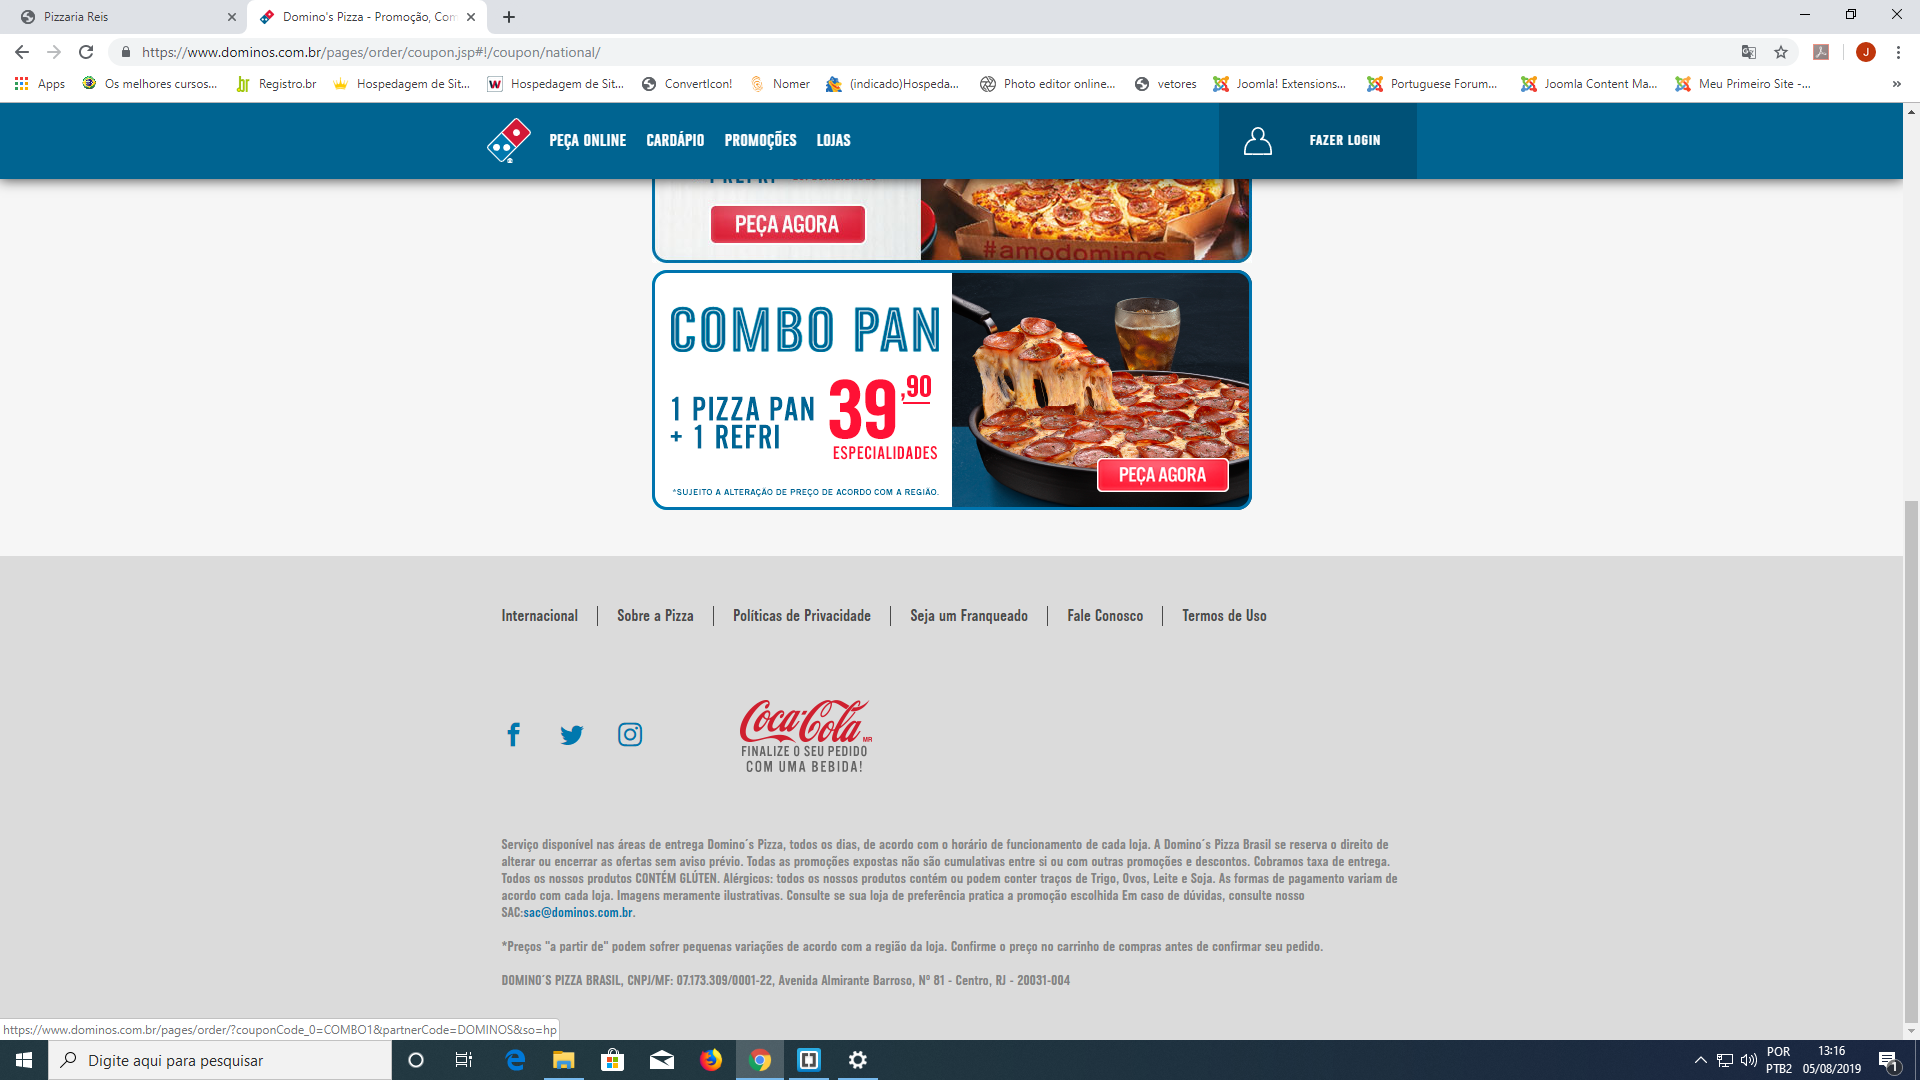 Pizzaria Reis
Domino's Pizza - Promoção, Com
https://www.dominos.com.br/pages/order/coupon.jsp#!/coupon/national/
J
Apps
Os melhores cursos...
Registro.br
Hospedagem de Sit...
Hospedagem de Sit...
ConvertIcon!
Nomer
(indicado)Hospeda...
Photo editor online...
vetores
Joomla! Extensions...
Portuguese Forum...
Joomla Content Ma...
Meu Primeiro Site -...
»
PEÇA ONLINE
CARDÁPIO
PROMOÇÕES
LOJAS
FAZER LOGIN
PEÇA AGORA
#amodominos
COMBO PAN
1 PIZZA PAN
+ 1 REFRI
39,90
ESPECIALIDADES
*SUJEITO A ALTERAÇÃO DE PREÇO DE ACORDO COM A REGIÃO.
PEÇA AGORA
Internacional
Sobre a Pizza
Políticas de Privacidade
Seja um Franqueado
Fale Conosco
Termos de Uso
Coca-Cola MR
FINALIZE O SEU PEDIDO
COM UMA BEBIDA!
Serviço disponível nas áreas de entrega Domino´s Pizza, todos os dias, de acordo com o horário de funcionamento de cada loja. A Domino´s Pizza Brasil se reserva o direito de
alterar ou encerrar as ofertas sem aviso prévio. Todas as promoções expostas não são cumulativas entre si ou com outras promoções e descontos. Cobramos taxa de entrega.
Todos os nossos produtos CONTÉM GLÚTEN. Alérgicos: todos os nossos produtos contém ou podem conter traços de Trigo, Ovos, Leite e Soja. As formas de pagamento variam de
acordo com cada loja. Imagens meramente ilustrativas. Consulte se sua loja de preferência pratica a promoção escolhida Em caso de dúvidas, consulte nosso
SAC:sac@dominos.com.br.
*Preços "a partir de" podem sofrer pequenas variações de acordo com a região da loja. Confirme o preço no carrinho de compras antes de confirmar seu pedido.
DOMINO´S PIZZA BRASIL, CNPJ/MF: 07.173.309/0001-22, Avenida Almirante Barroso, Nº 81 - Centro, RJ - 20031-004
https://www.dominos.com.br/pages/order/?couponCode_0=COMBO1&partnerCode=DOMINOS&so=hp
Digite aqui para pesquisar
POR
PTB2
13:16
05/08/2019
1